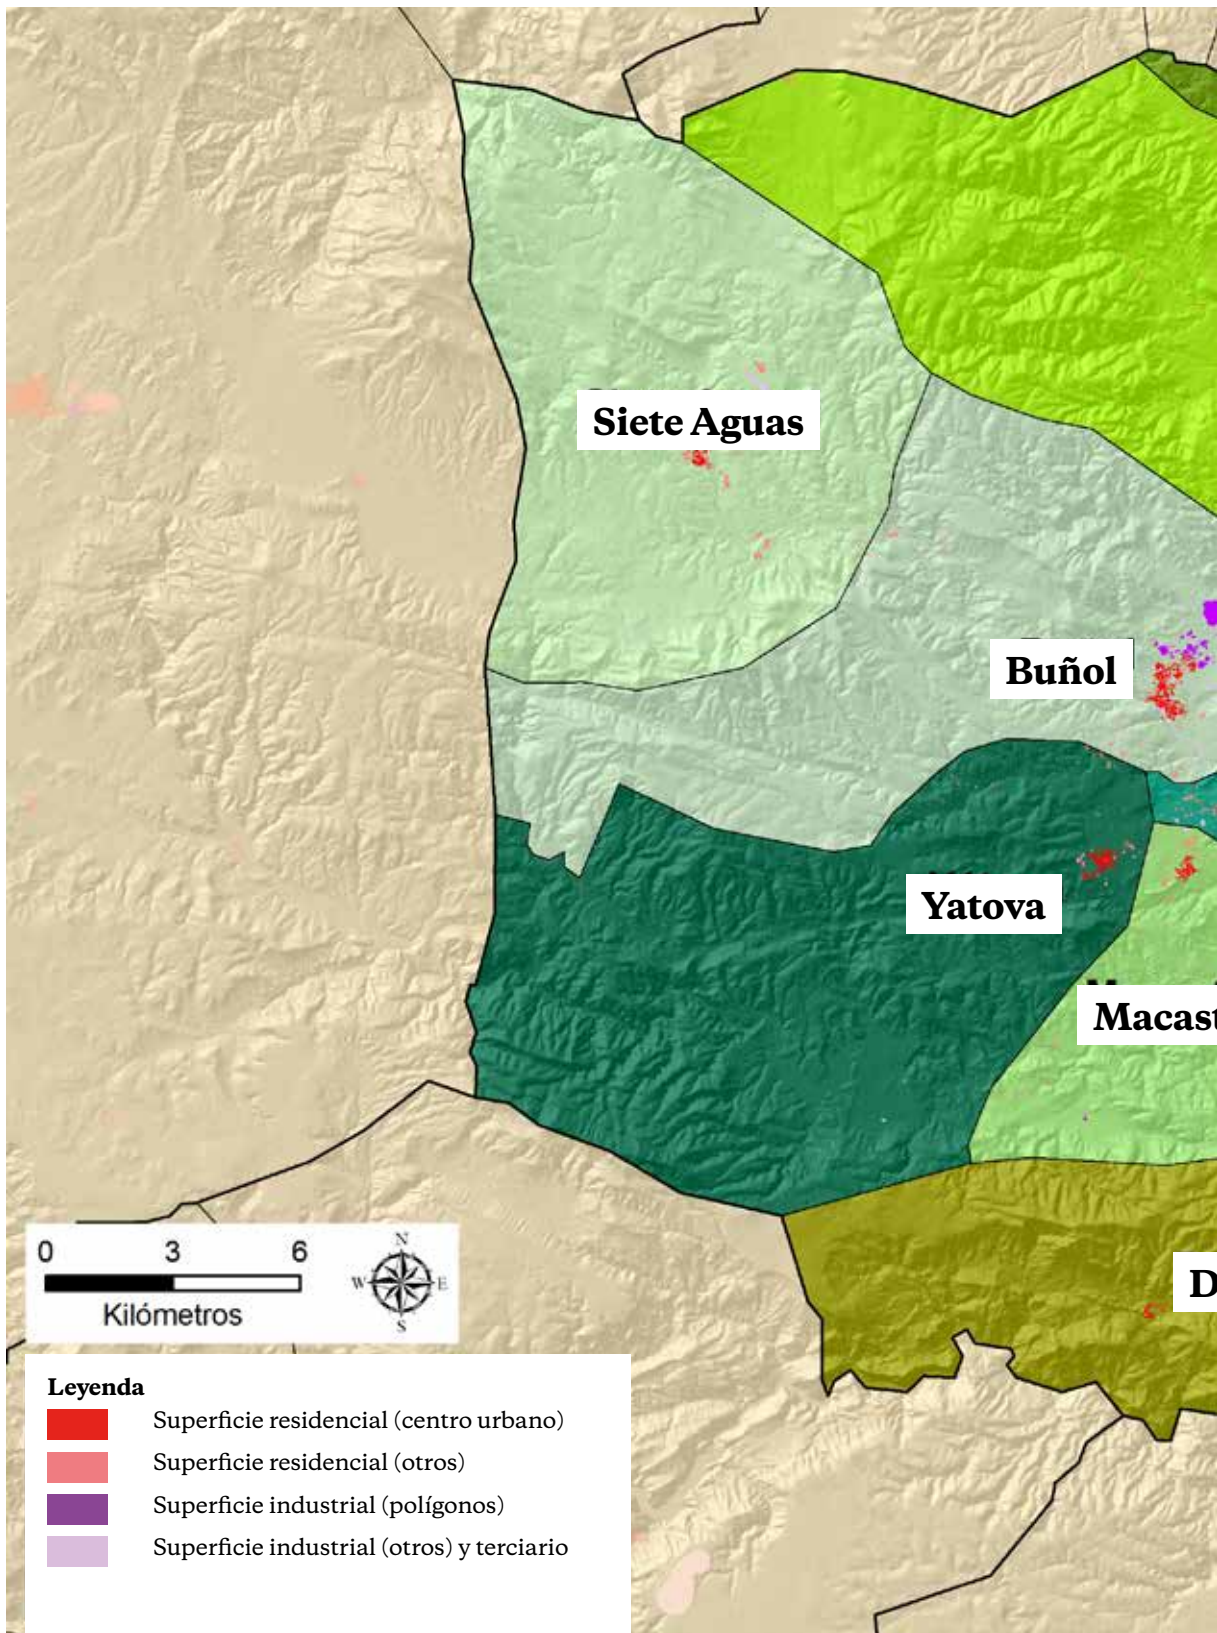 Siete Aguas
Buñol
Yatova
Macast
D
0 3 6
Kilómetros
N
W E
S
Leyenda
Superficie residencial (centro urbano)
Superficie residencial (otros)
Superficie industrial (polígonos)
Superficie industrial (otros) y terciario